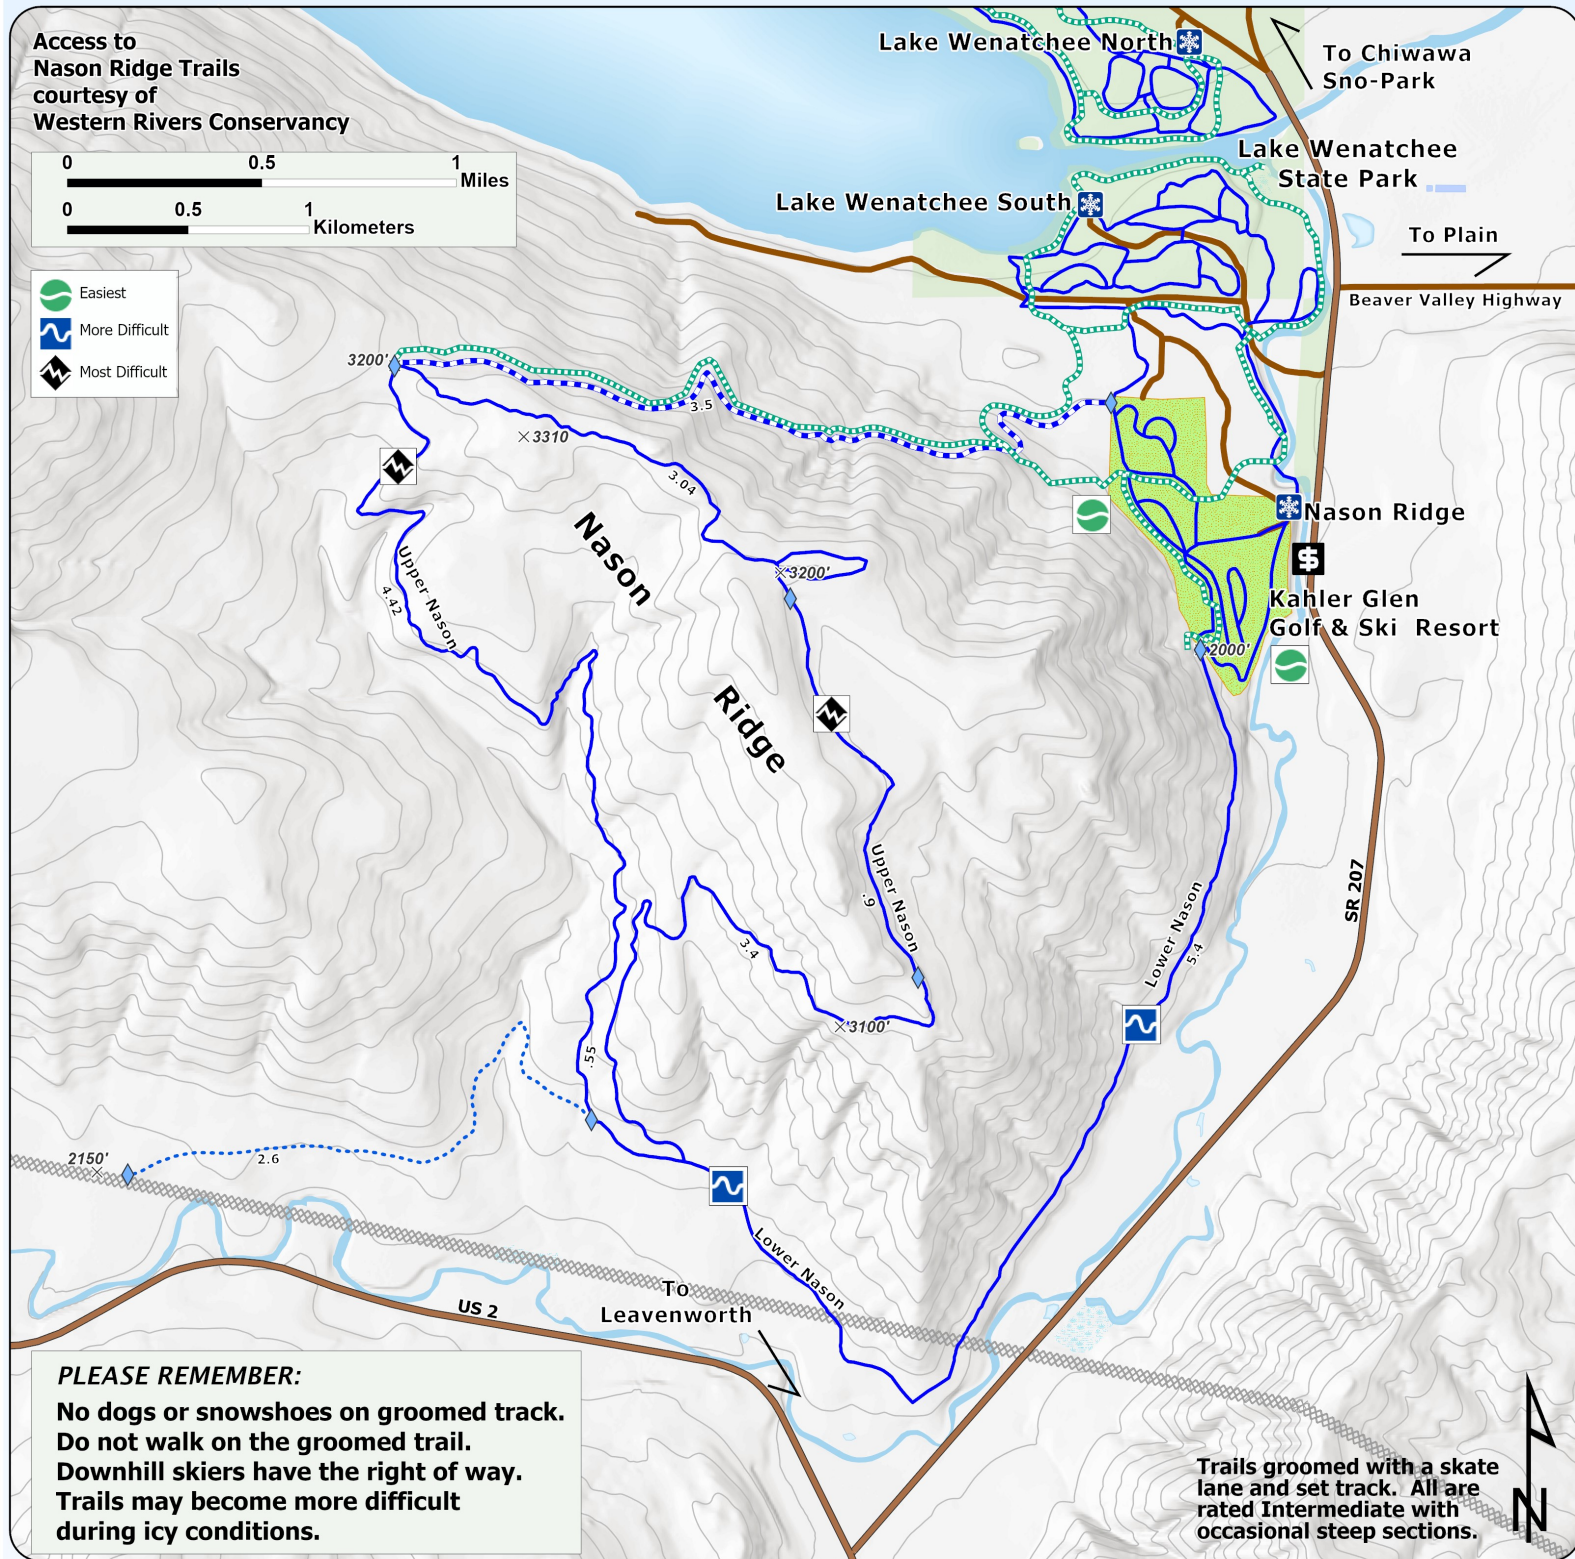 Access to
Nason Ridge Trails
courtesy of
Western Rivers Conservancy
0 0.5 1
Miles
0 0.5 1
Kilometers
Easiest
More Difficult
Most Difficult
Lake Wenatchee North
To Chiwawa
Sno-Park
Lake Wenatchee
State Park
Lake Wenatchee South
To Plain
Beaver Valley Highway
3200'
3.5
3310
3.04
Nason
Ridge
3200'
Nason Ridge
$
Kahler Glen
Golf & Ski Resort
2000'
Upper Nason
4.42
Upper Nason
.9
Lower Nason
5.4
SR 207
3.4
3100'
.55
2150'
2.6
Lower Nason
To
Leavenworth
US 2
PLEASE REMEMBER:
No dogs or snowshoes on groomed track.
Do not walk on the groomed trail.
Downhill skiers have the right of way.
Trails may become more difficult
during icy conditions.
Trails groomed with a skate
lane and set track. All are
rated Intermediate with
occasional steep sections.
N